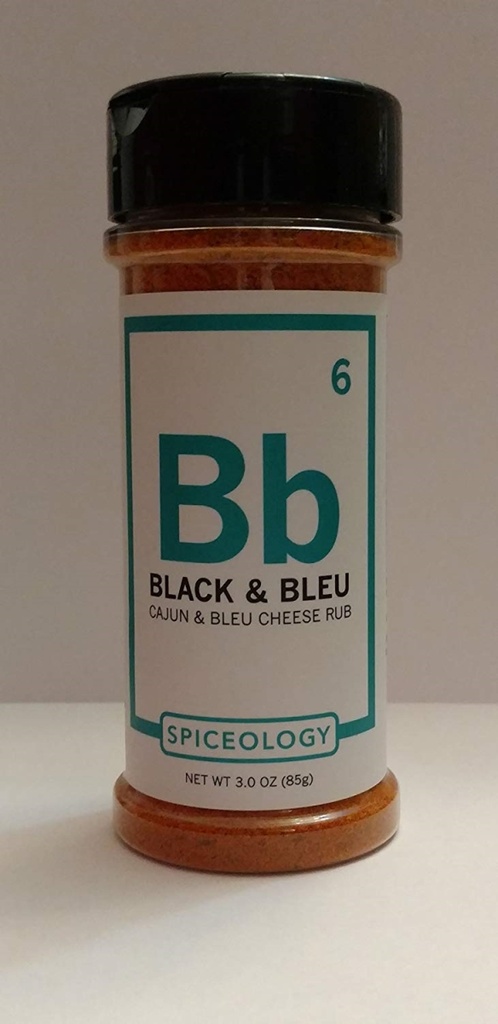 6
Bb
BLACK & BLEU
CAJUN & BLEU CHEESE RUB
SPICEOLOGY
NET WT 3.0 OZ (85g)